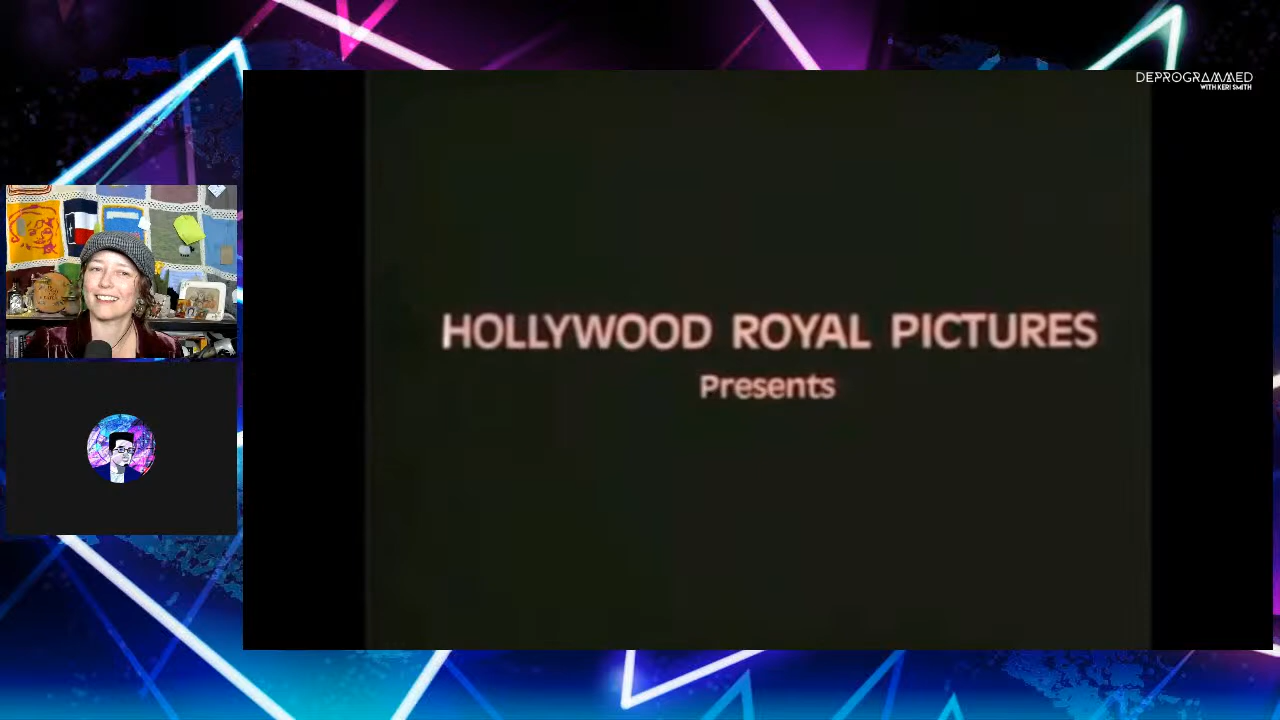 DEPROGRAMMED
WITH KERI SMITH
HOLLYWOOD ROYAL PICTURES
Presents